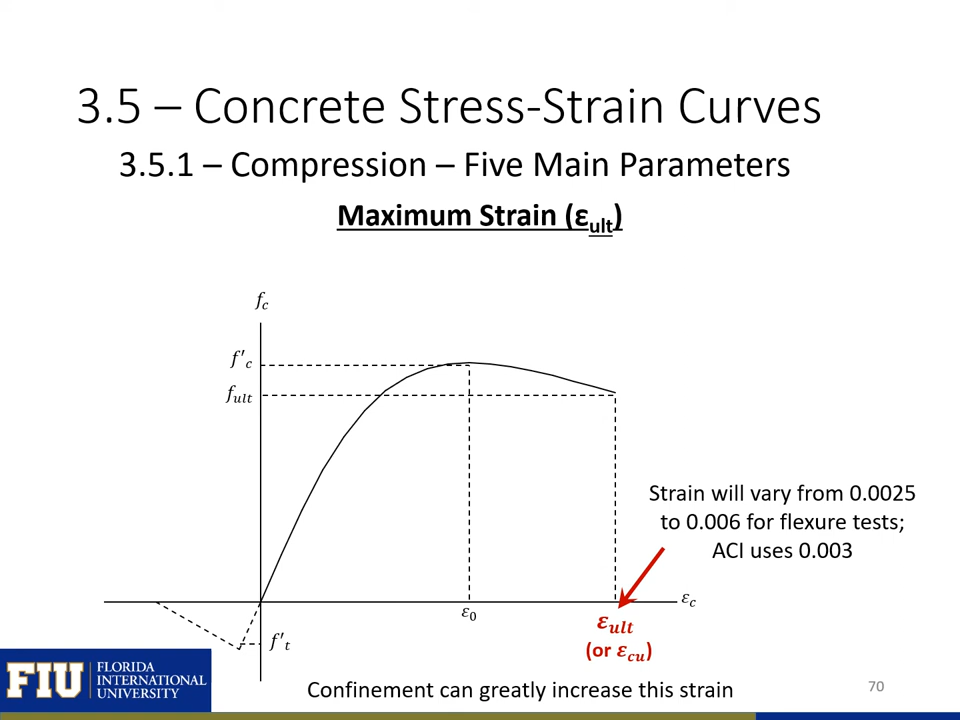 3.5 – Concrete Stress-Strain Curves
3.5.1 – Compression – Five Main Parameters
Maximum Strain (εult)
fc
f′c
fult
Strain will vary from 0.0025
to 0.006 for flexure tests;
ACI uses 0.003
εc
ε0
εult
(or εcu)
f′t
FIU
FLORIDA
INTERNATIONAL
UNIVERSITY
Confinement can greatly increase this strain
70